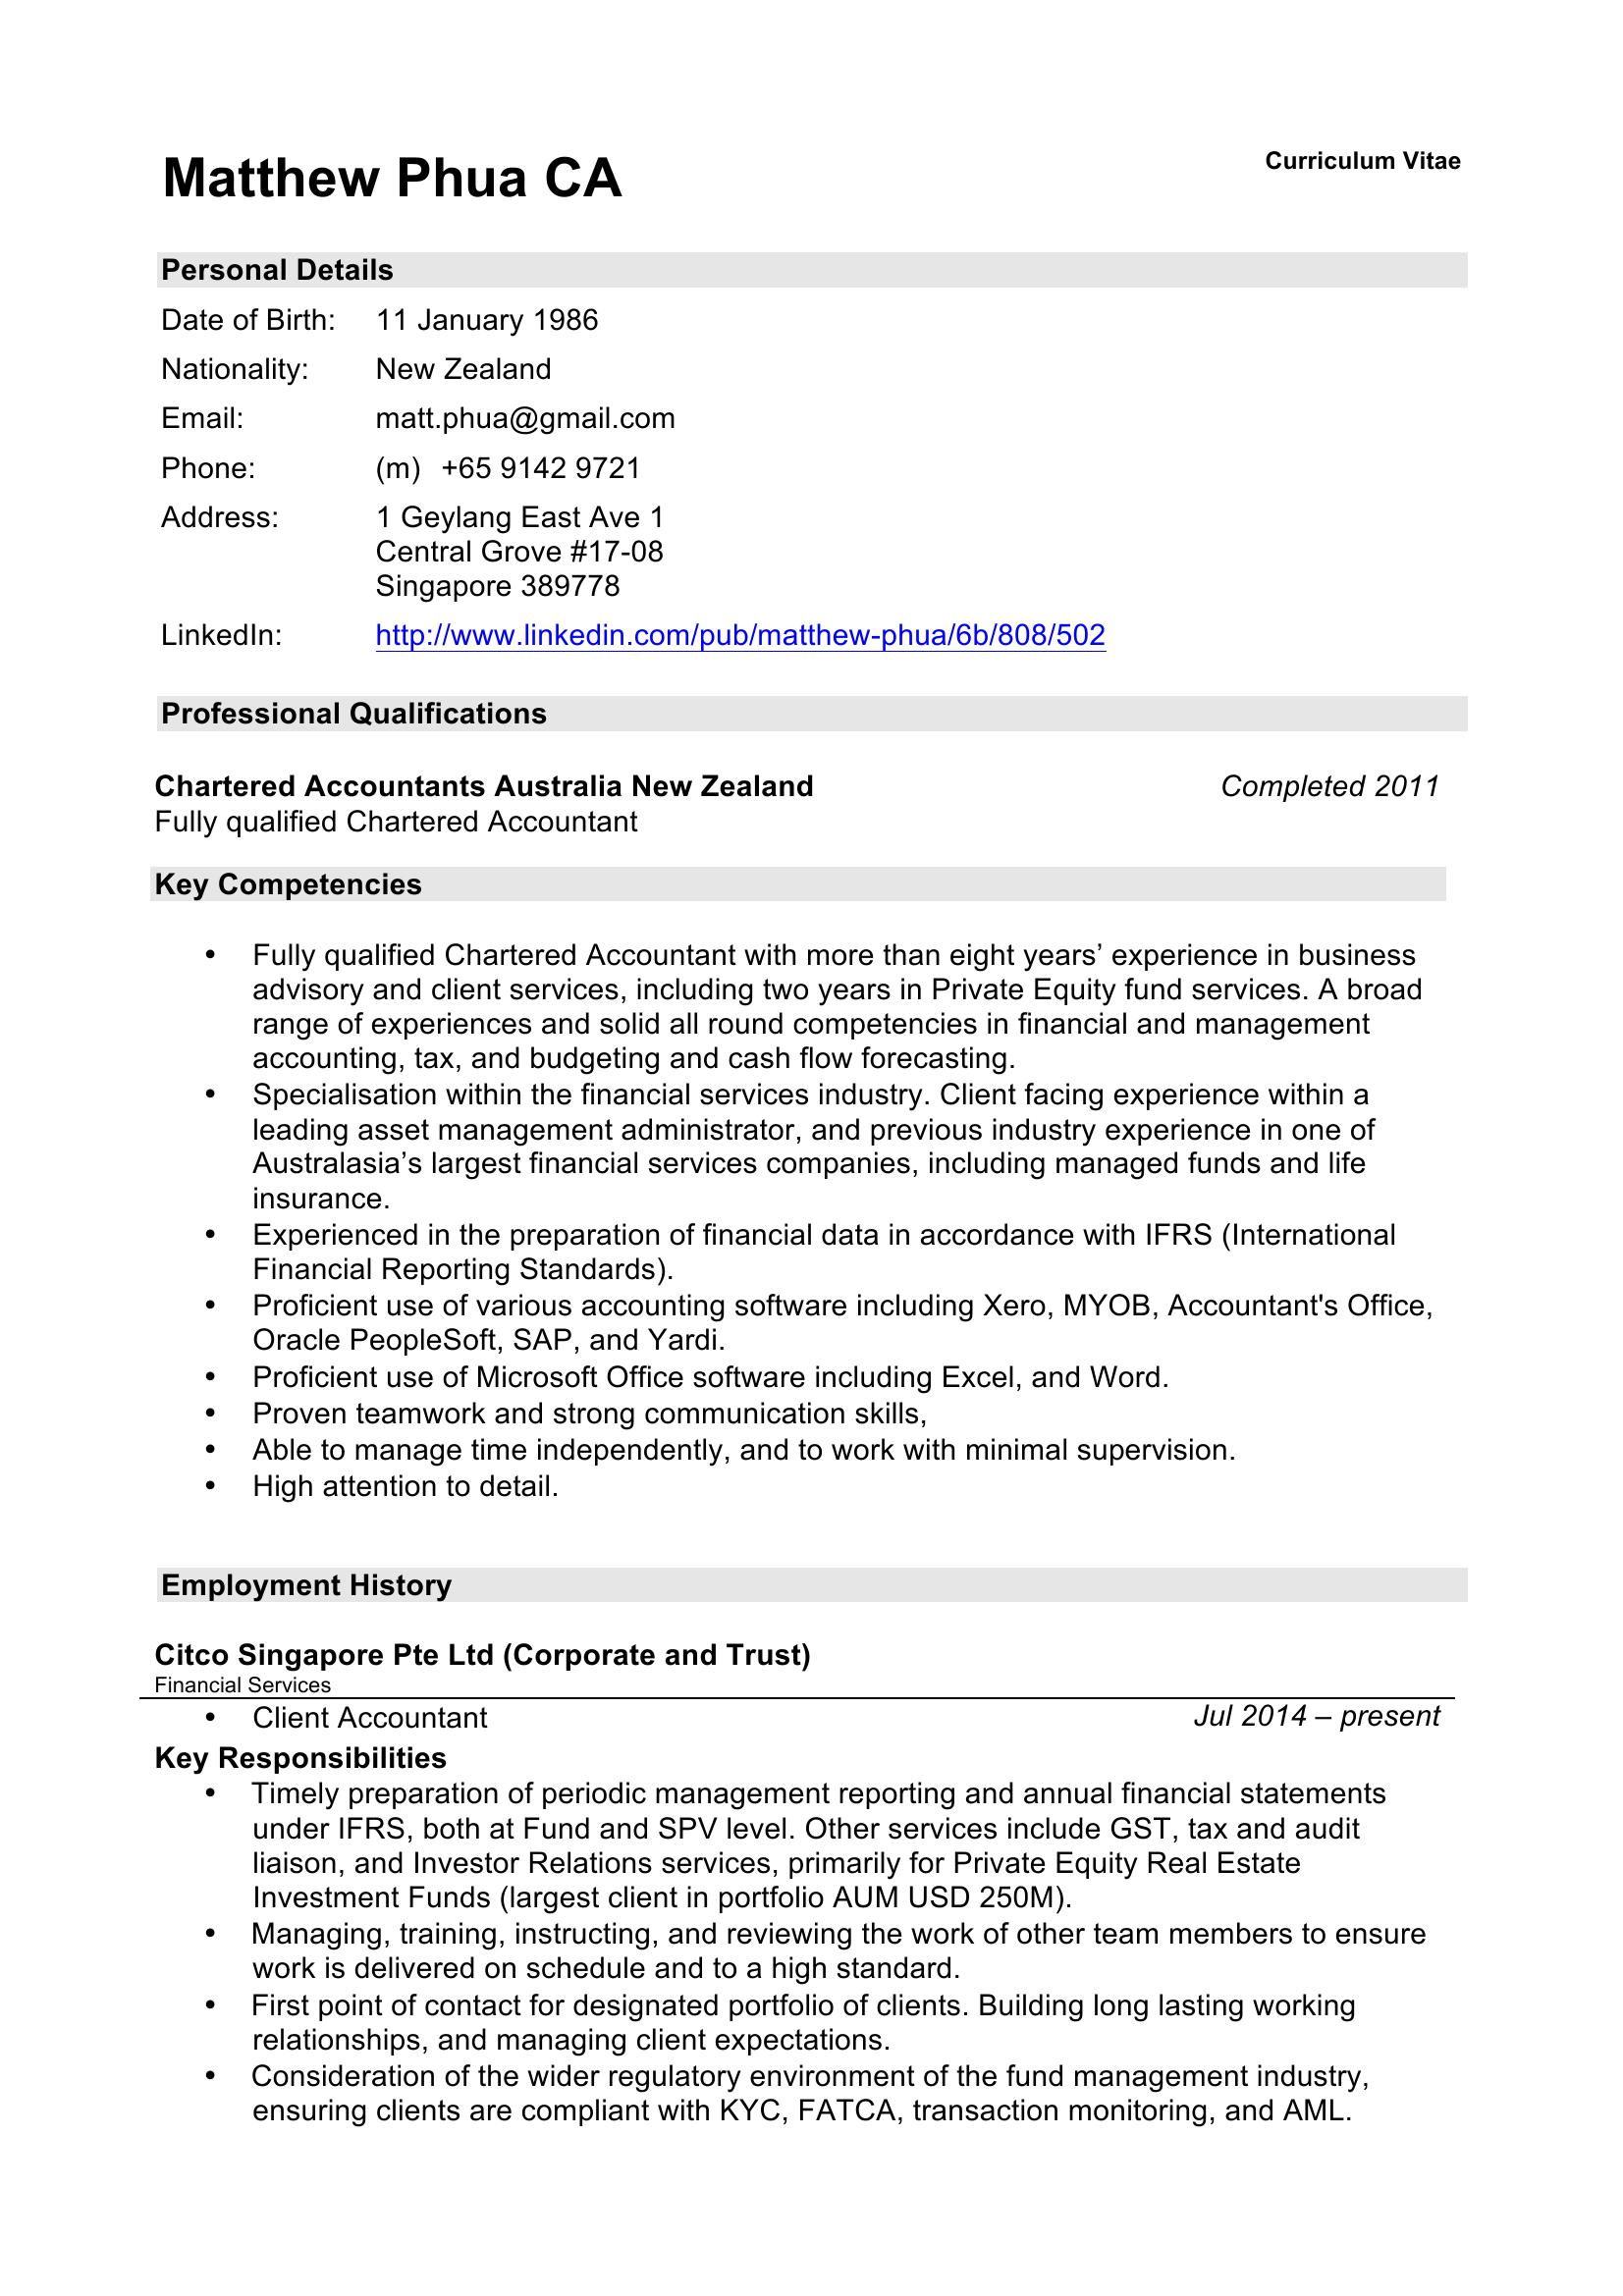 Matthew Phua CA
Curriculum Vitae
Personal Details
Date of Birth: 11 January 1986
Nationality: New Zealand
Email: matt.phua@gmail.com
Phone: (m) +65 9142 9721
Address: 1 Geylang East Ave 1
Central Grove #17-08
Singapore 389778
LinkedIn: http://www.linkedin.com/pub/matthew-phua/6b/808/502
Professional Qualifications
Chartered Accountants Australia New Zealand Completed 2011
Fully qualified Chartered Accountant
Key Competencies
• Fully qualified Chartered Accountant with more than eight years’ experience in business
advisory and client services, including two years in Private Equity fund services. A broad
range of experiences and solid all round competencies in financial and management
accounting, tax, and budgeting and cash flow forecasting.
• Specialisation within the financial services industry. Client facing experience within a
leading asset management administrator, and previous industry experience in one of
Australasia’s largest financial services companies, including managed funds and life
insurance.
• Experienced in the preparation of financial data in accordance with IFRS (International
Financial Reporting Standards).
• Proficient use of various accounting software including Xero, MYOB, Accountant's Office,
Oracle PeopleSoft, SAP, and Yardi.
• Proficient use of Microsoft Office software including Excel, and Word.
• Proven teamwork and strong communication skills,
• Able to manage time independently, and to work with minimal supervision.
• High attention to detail.
Employment History
Citco Singapore Pte Ltd (Corporate and Trust)
Financial Services
• Client Accountant Jul 2014 – present
Key Responsibilities
• Timely preparation of periodic management reporting and annual financial statements
under IFRS, both at Fund and SPV level. Other services include GST, tax and audit
liaison, and Investor Relations services, primarily for Private Equity Real Estate
Investment Funds (largest client in portfolio AUM USD 250M).
• Managing, training, instructing, and reviewing the work of other team members to ensure
work is delivered on schedule and to a high standard.
• First point of contact for designated portfolio of clients. Building long lasting working
relationships, and managing client expectations.
• Consideration of the wider regulatory environment of the fund management industry,
ensuring clients are compliant with KYC, FATCA, transaction monitoring, and AML.